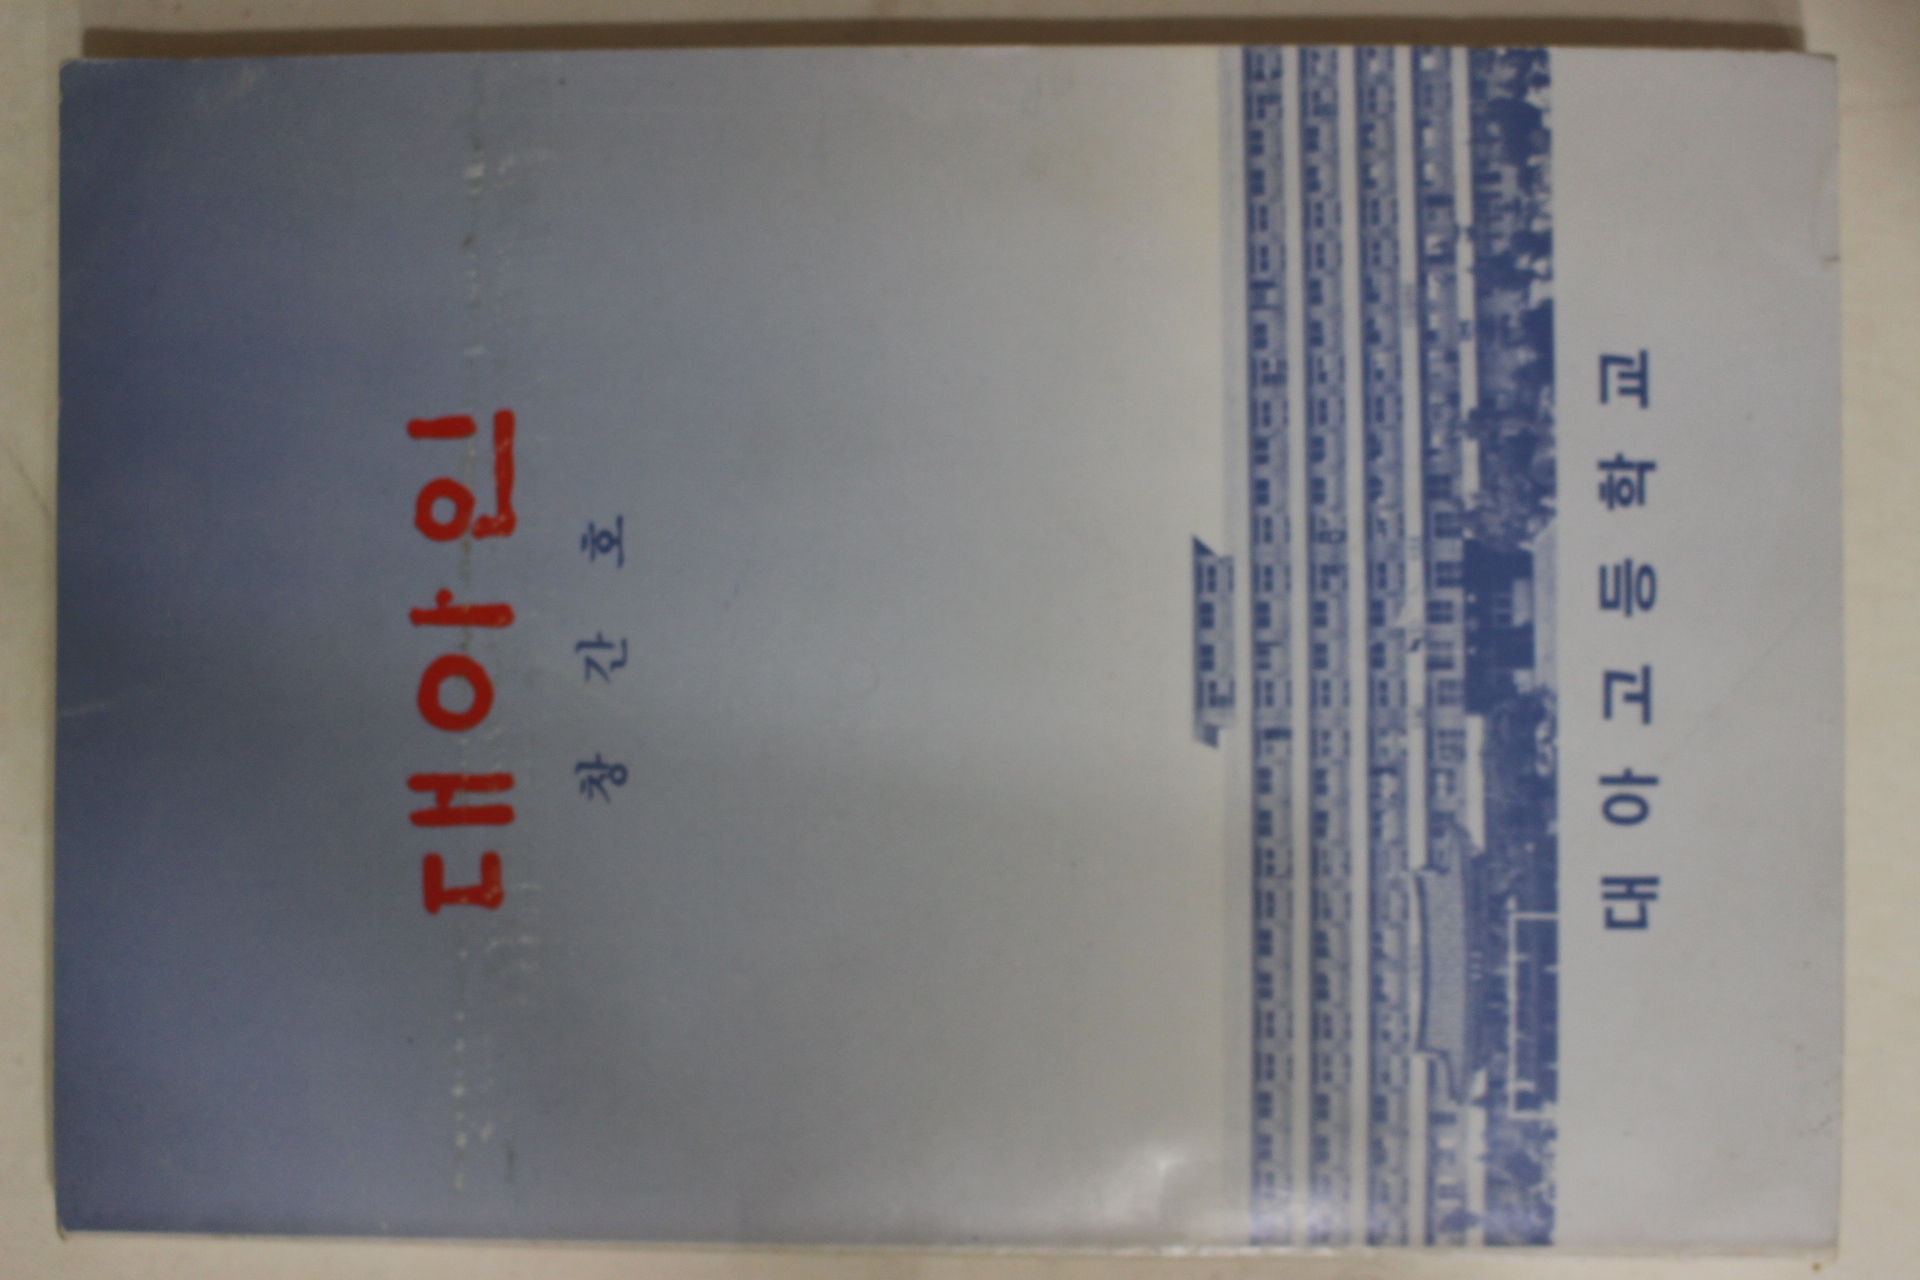 대아인
창 간 호
대 아 고 등 학 교